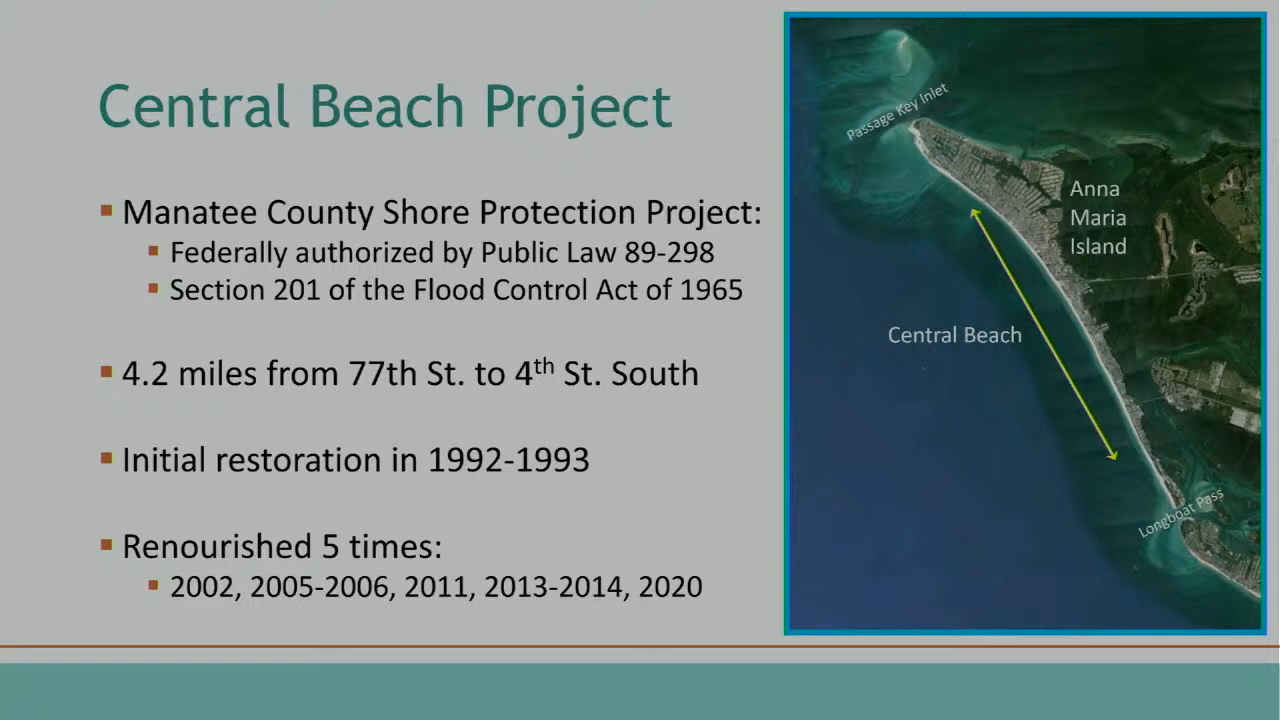 Central Beach Project
Manatee County Shore Protection Project:
Federally authorized by Public Law 89-298
Section 201 of the Flood Control Act of 1965
4.2 miles from 77th St. to 4th St. South
Initial restoration in 1992-1993
Renourished 5 times:
2002, 2005-2006, 2011, 2013-2014, 2020
Passage Key Inlet
Anna
Maria
Island
Central Beach
Longboat Pass